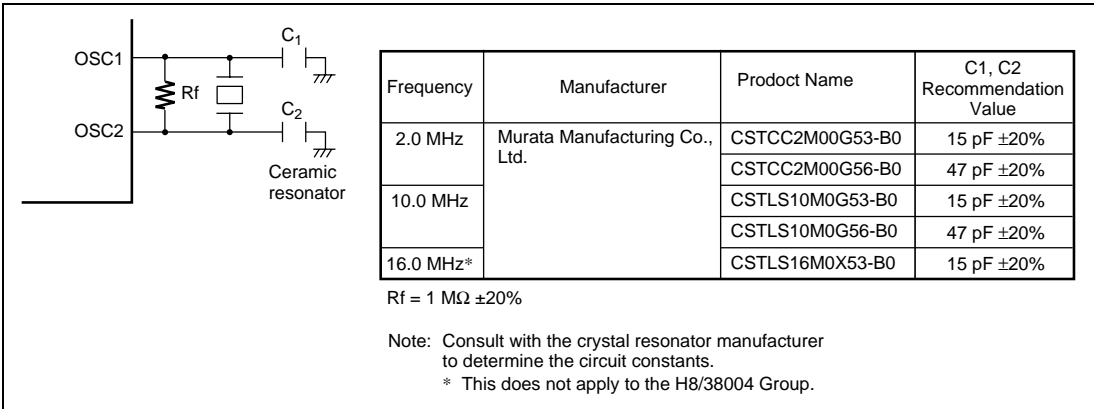 OSC1
OSC2
Rf
C1
C2
Ceramic
resonator
Frequency Manufacturer Product Name C1, C2
Recommendation
Value
2.0 MHz Murata Manufacturing Co.,
Ltd. CSTCC2M00G53-B0 15 pF ±20%
CSTCC2M00G56-B0 47 pF ±20%
10.0 MHz CSTLS10M0G53-B0 15 pF ±20%
CSTLS10M0G56-B0 47 pF ±20%
16.0 MHz* CSTLS16M0X53-B0 15 pF ±20%
Rf = 1 MΩ ±20%
Note: Consult with the crystal resonator manufacturer
to determine the circuit constants.
* This does not apply to the H8/38004 Group.